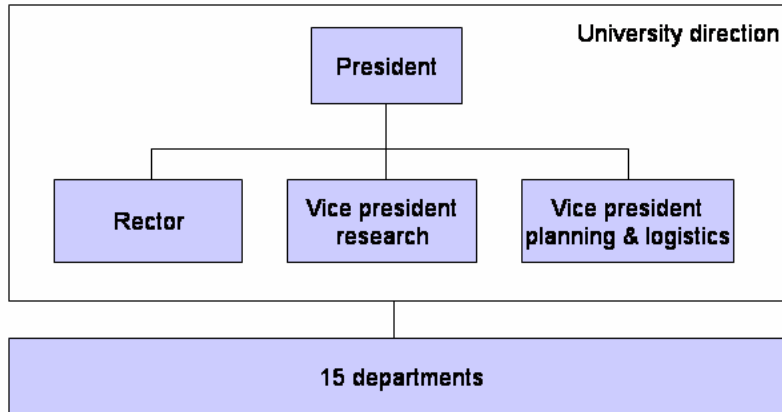 University direction
President
Rector
Vice president
research
Vice president
planning & logistics
15 departments